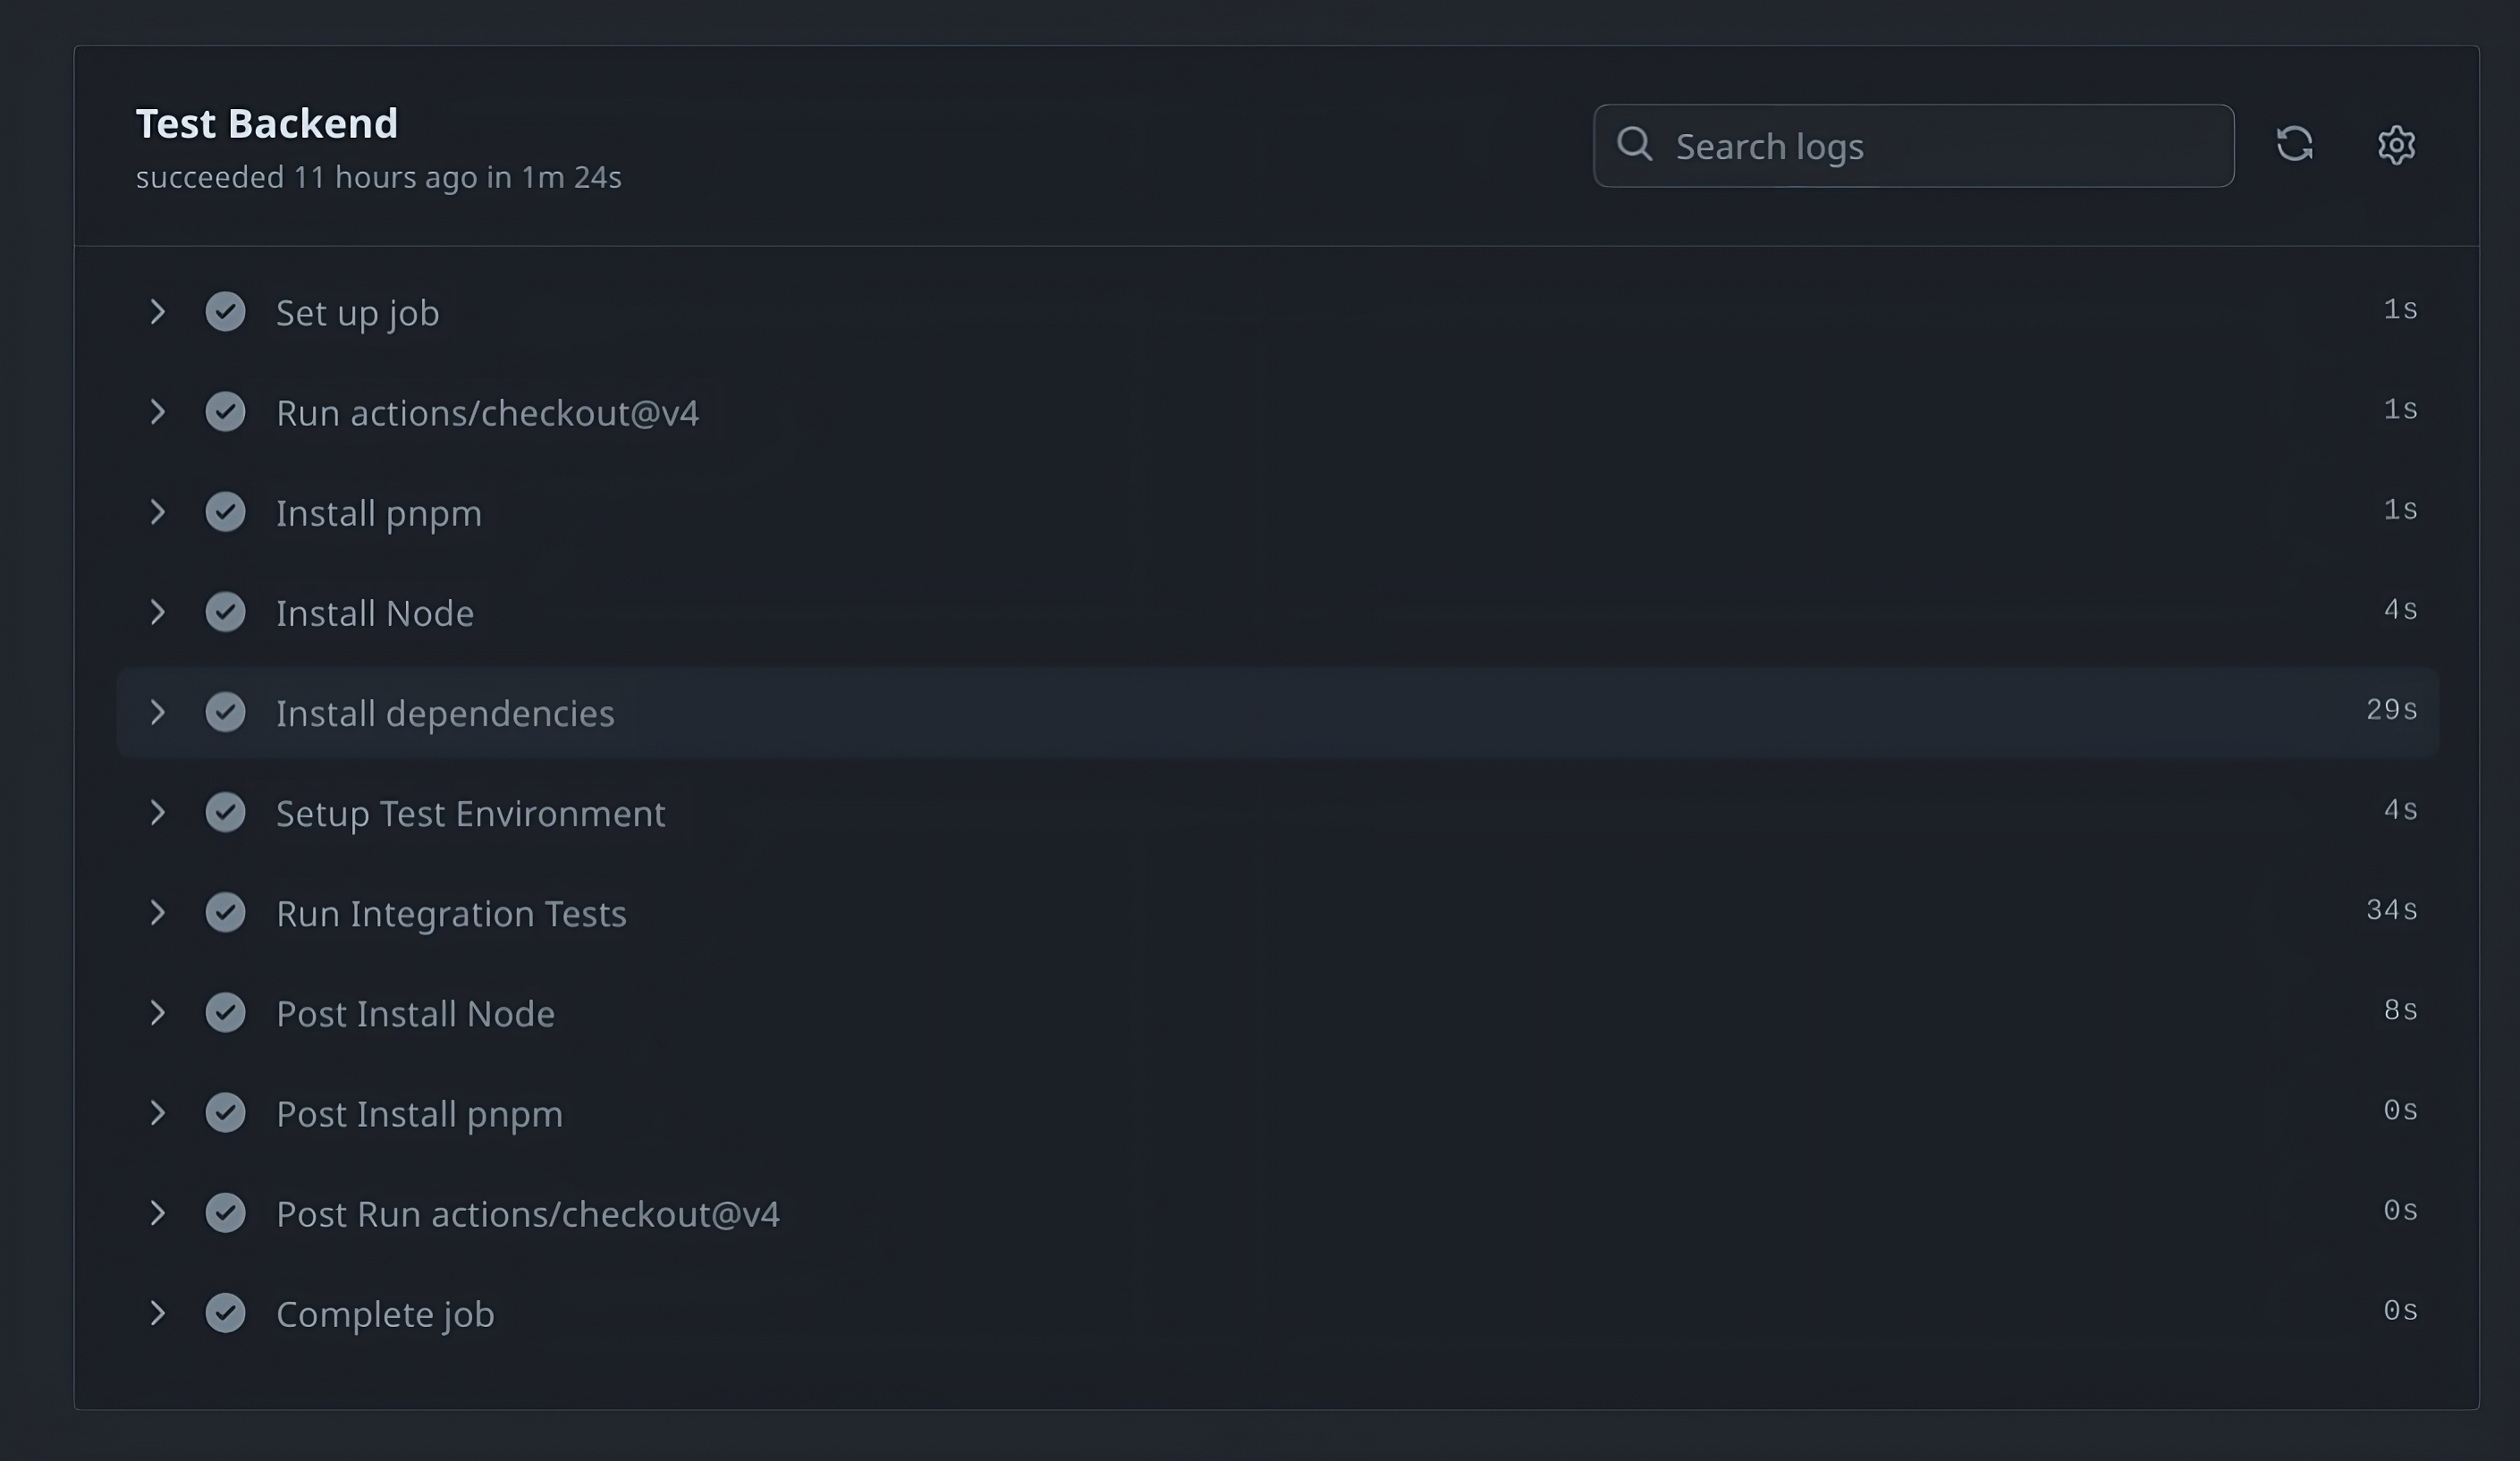 Test Backend
succeeded 11 hours ago in 1m 24s
Search logs
Set up job 1s
Run actions/checkout@v4 1s
Install pnpm 1s
Install Node 4s
Install dependencies 29s
Setup Test Environment 4s
Run Integration Tests 34s
Post Install Node 8s
Post Install pnpm 0s
Post Run actions/checkout@v4 0s
Complete job 0s